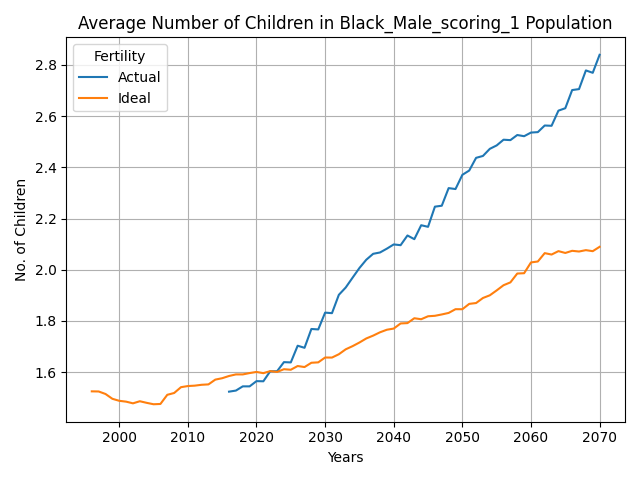 Average Number of Children in Black_Male_scoring_1 Population
Fertility
Actual
Ideal
No. of Children
2.8
2.6
2.4
2.2
2.0
1.8
1.6
2000 2010 2020 2030 2040 2050 2060 2070
Years